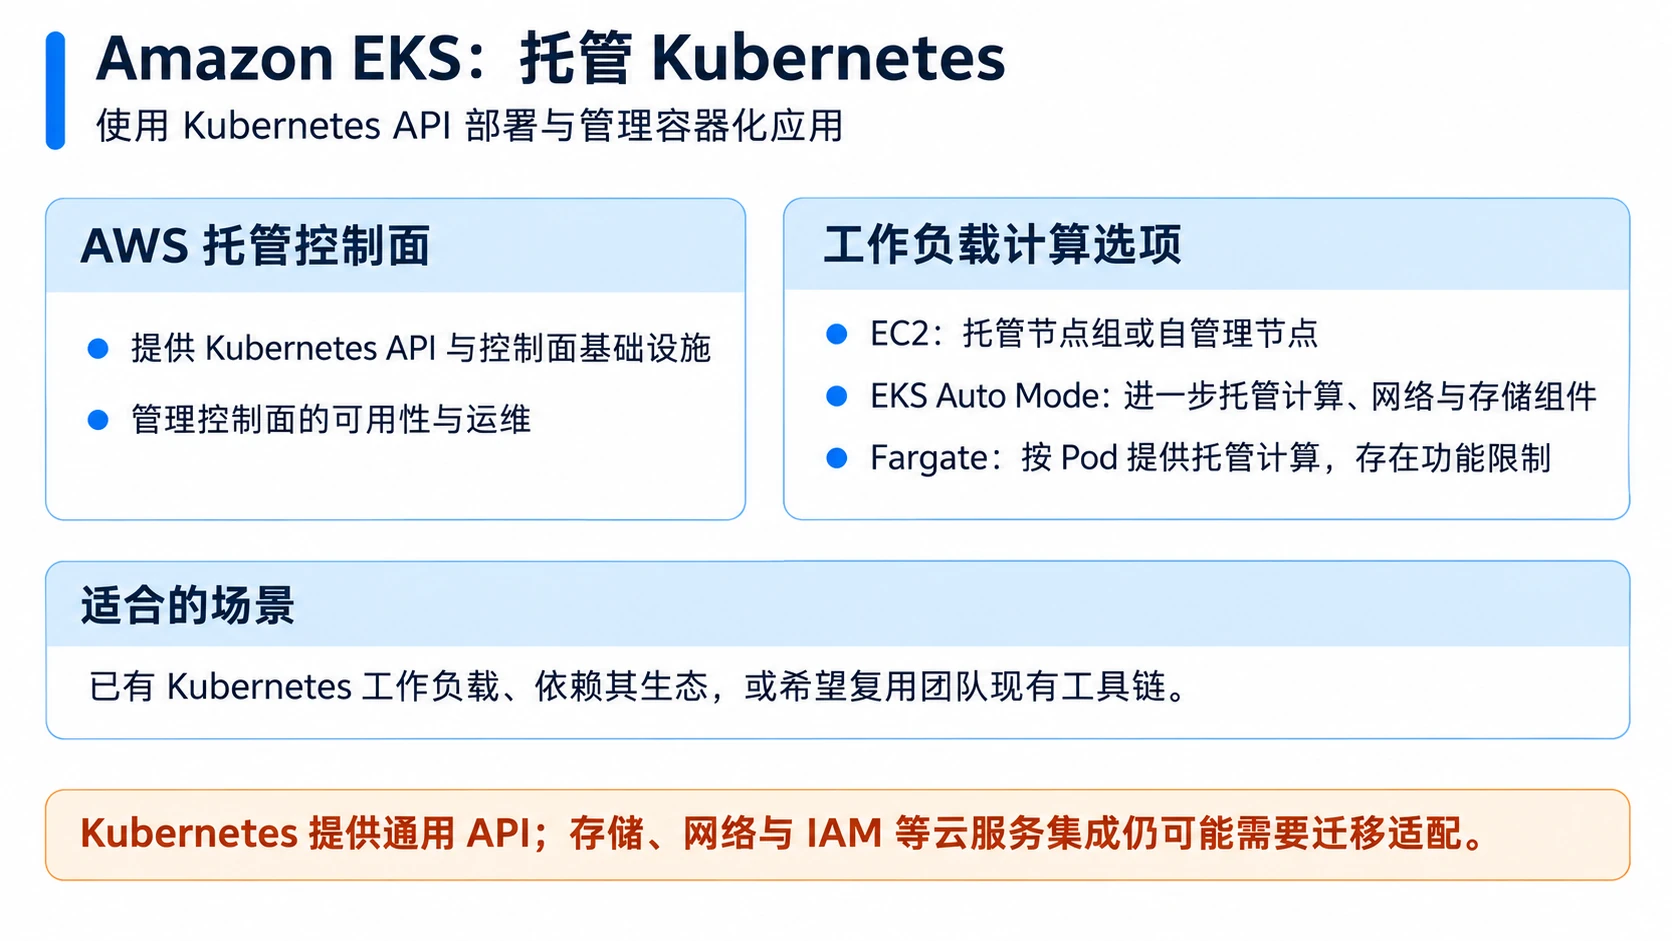 Amazon EKS：托管 Kubernetes
使用 Kubernetes API 部署与管理容器化应用
AWS 托管控制面
提供 Kubernetes API 与控制面基础设施
管理控制面的可用性与运维
工作负载计算选项
EC2：托管节点组或自管理节点
EKS Auto Mode：进一步托管计算、网络与存储组件
Fargate：按 Pod 提供托管计算，存在功能限制
适合的场景
已有 Kubernetes 工作负载、依赖其生态，或希望复用团队现有工具链。
Kubernetes 提供通用 API；存储、网络与 IAM 等云服务集成仍可能需要迁移适配。